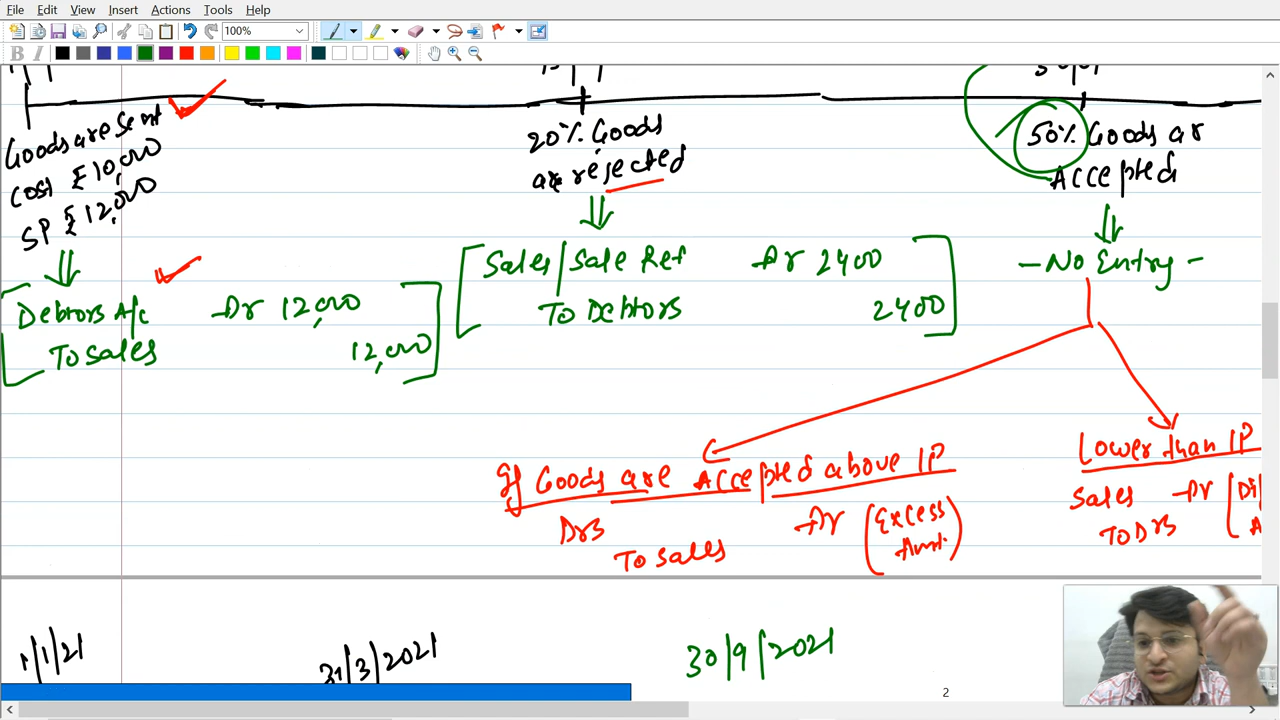 File Edit View Insert Actions Tools Help
100%
B I
Goods are Sent
Cost ₹ 10,000
SP ₹ 12,000
20% Goods
are rejected
50% Goods ar
Accepted
Debtors A/c Dr 12,000
To Sales 12,000
Sales/Sale Ret Dr 2400
To Debtors 2400
- No Entry -
If Goods are Accepted above IP
Drs Dr (Excess Amt.)
To Sales
Lower than IP
Sales Dr
To Drs
1/1/21
31/3/2021
30/9/2021
2